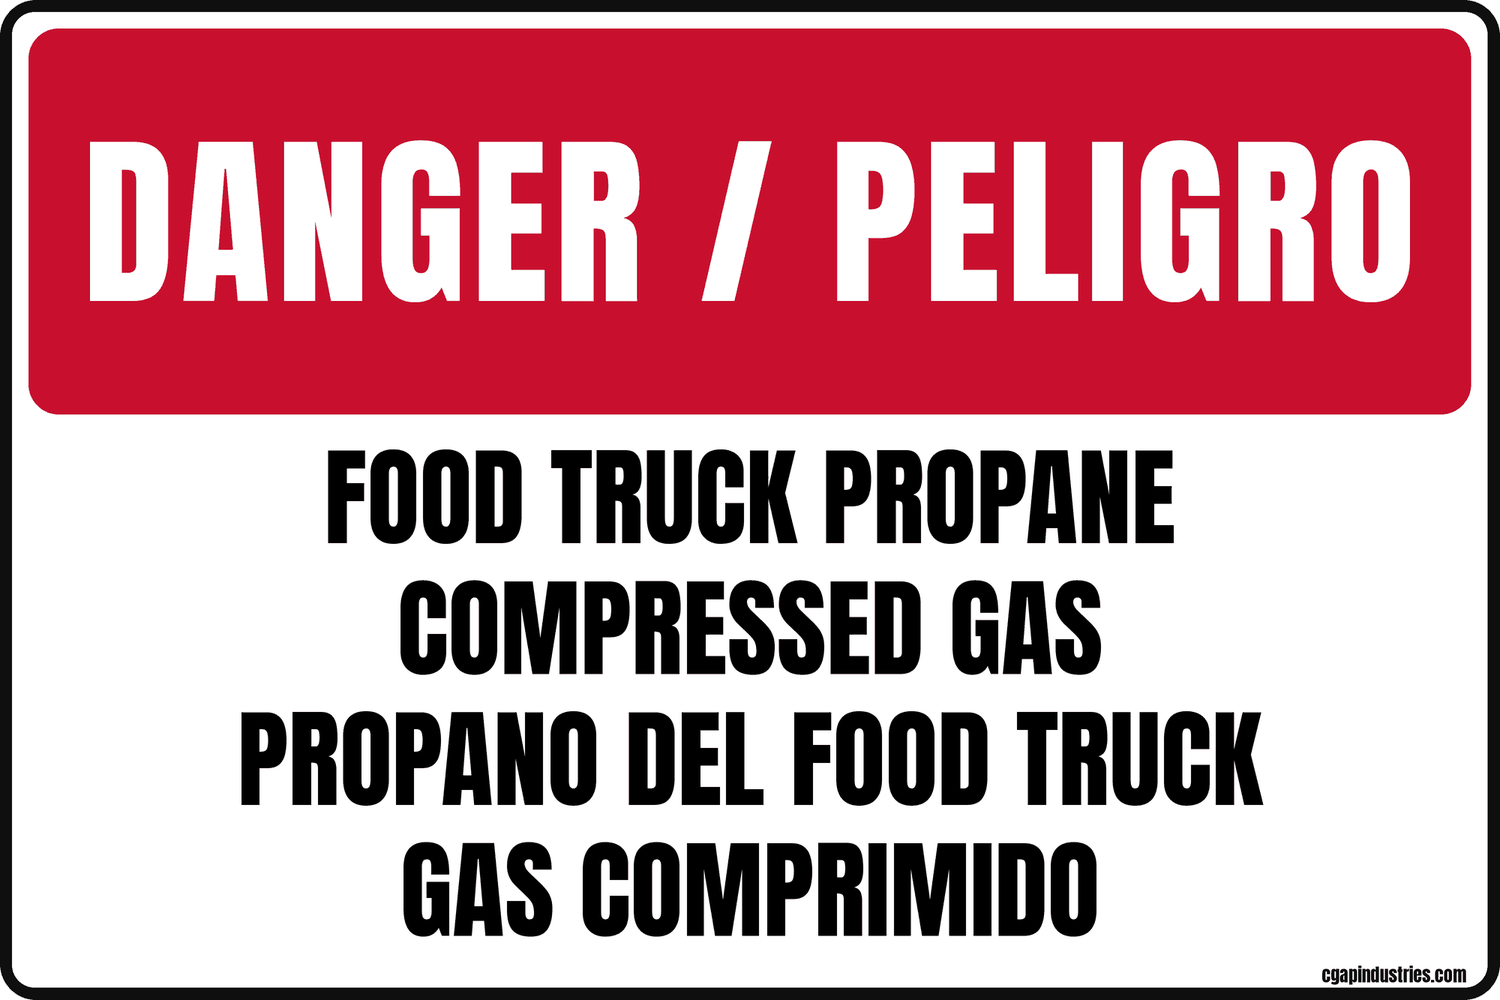 DANGER / PELIGRO
FOOD TRUCK PROPANE
COMPRESSED GAS
PROPANO DEL FOOD TRUCK
GAS COMPRIMIDO
cgapindustries.com